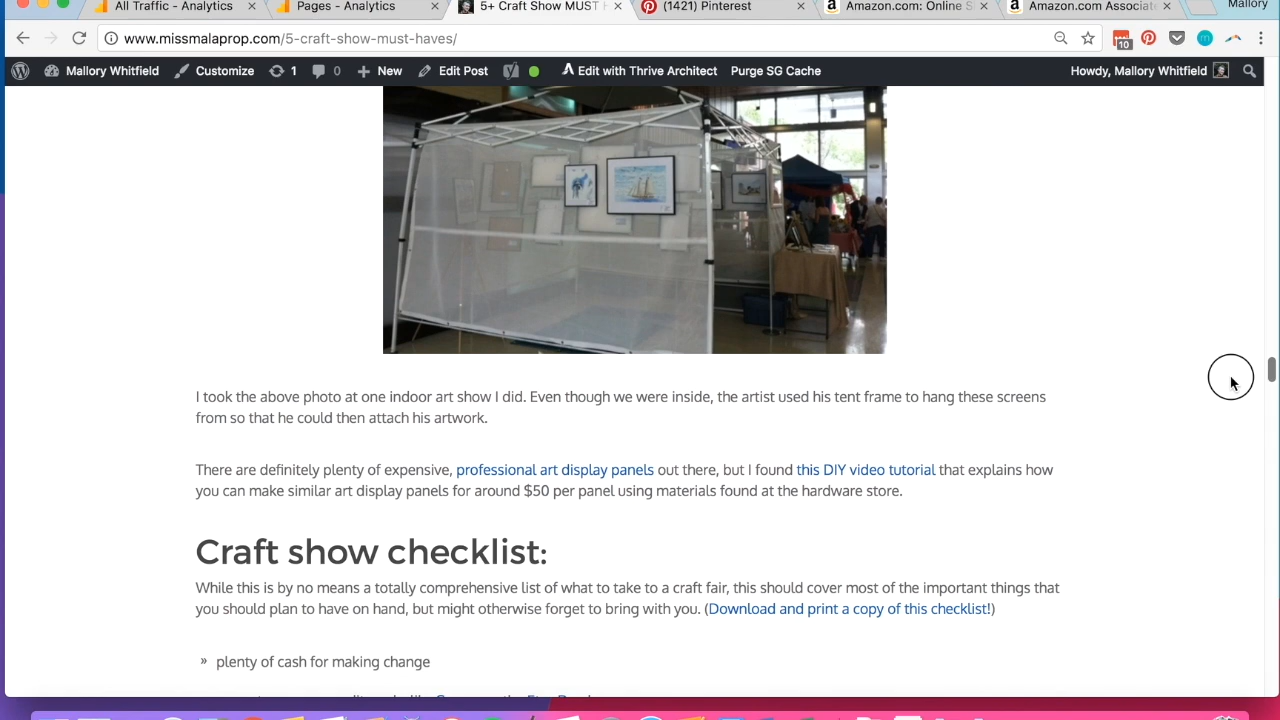 All Traffic - Analytics
Pages - Analytics
5+ Craft Show MUST H
(1421) Pinterest
Amazon.com: Online S
Amazon.com Associate
Mallory
www.missmalaprop.com/5-craft-show-must-haves/
10
Mallory Whitfield
Customize
1
0
New
Edit Post
Edit with Thrive Architect
Purge SG Cache
Howdy, Mallory Whitfield
I took the above photo at one indoor art show I did. Even though we were inside, the artist used his tent frame to hang these screens
from so that he could then attach his artwork.
There are definitely plenty of expensive, professional art display panels out there, but I found this DIY video tutorial that explains how
you can make similar art display panels for around $50 per panel using materials found at the hardware store.
Craft show checklist:
While this is by no means a totally comprehensive list of what to take to a craft fair, this should cover most of the important things that
you should plan to have on hand, but might otherwise forget to bring with you. (Download and print a copy of this checklist!)
» plenty of cash for making change